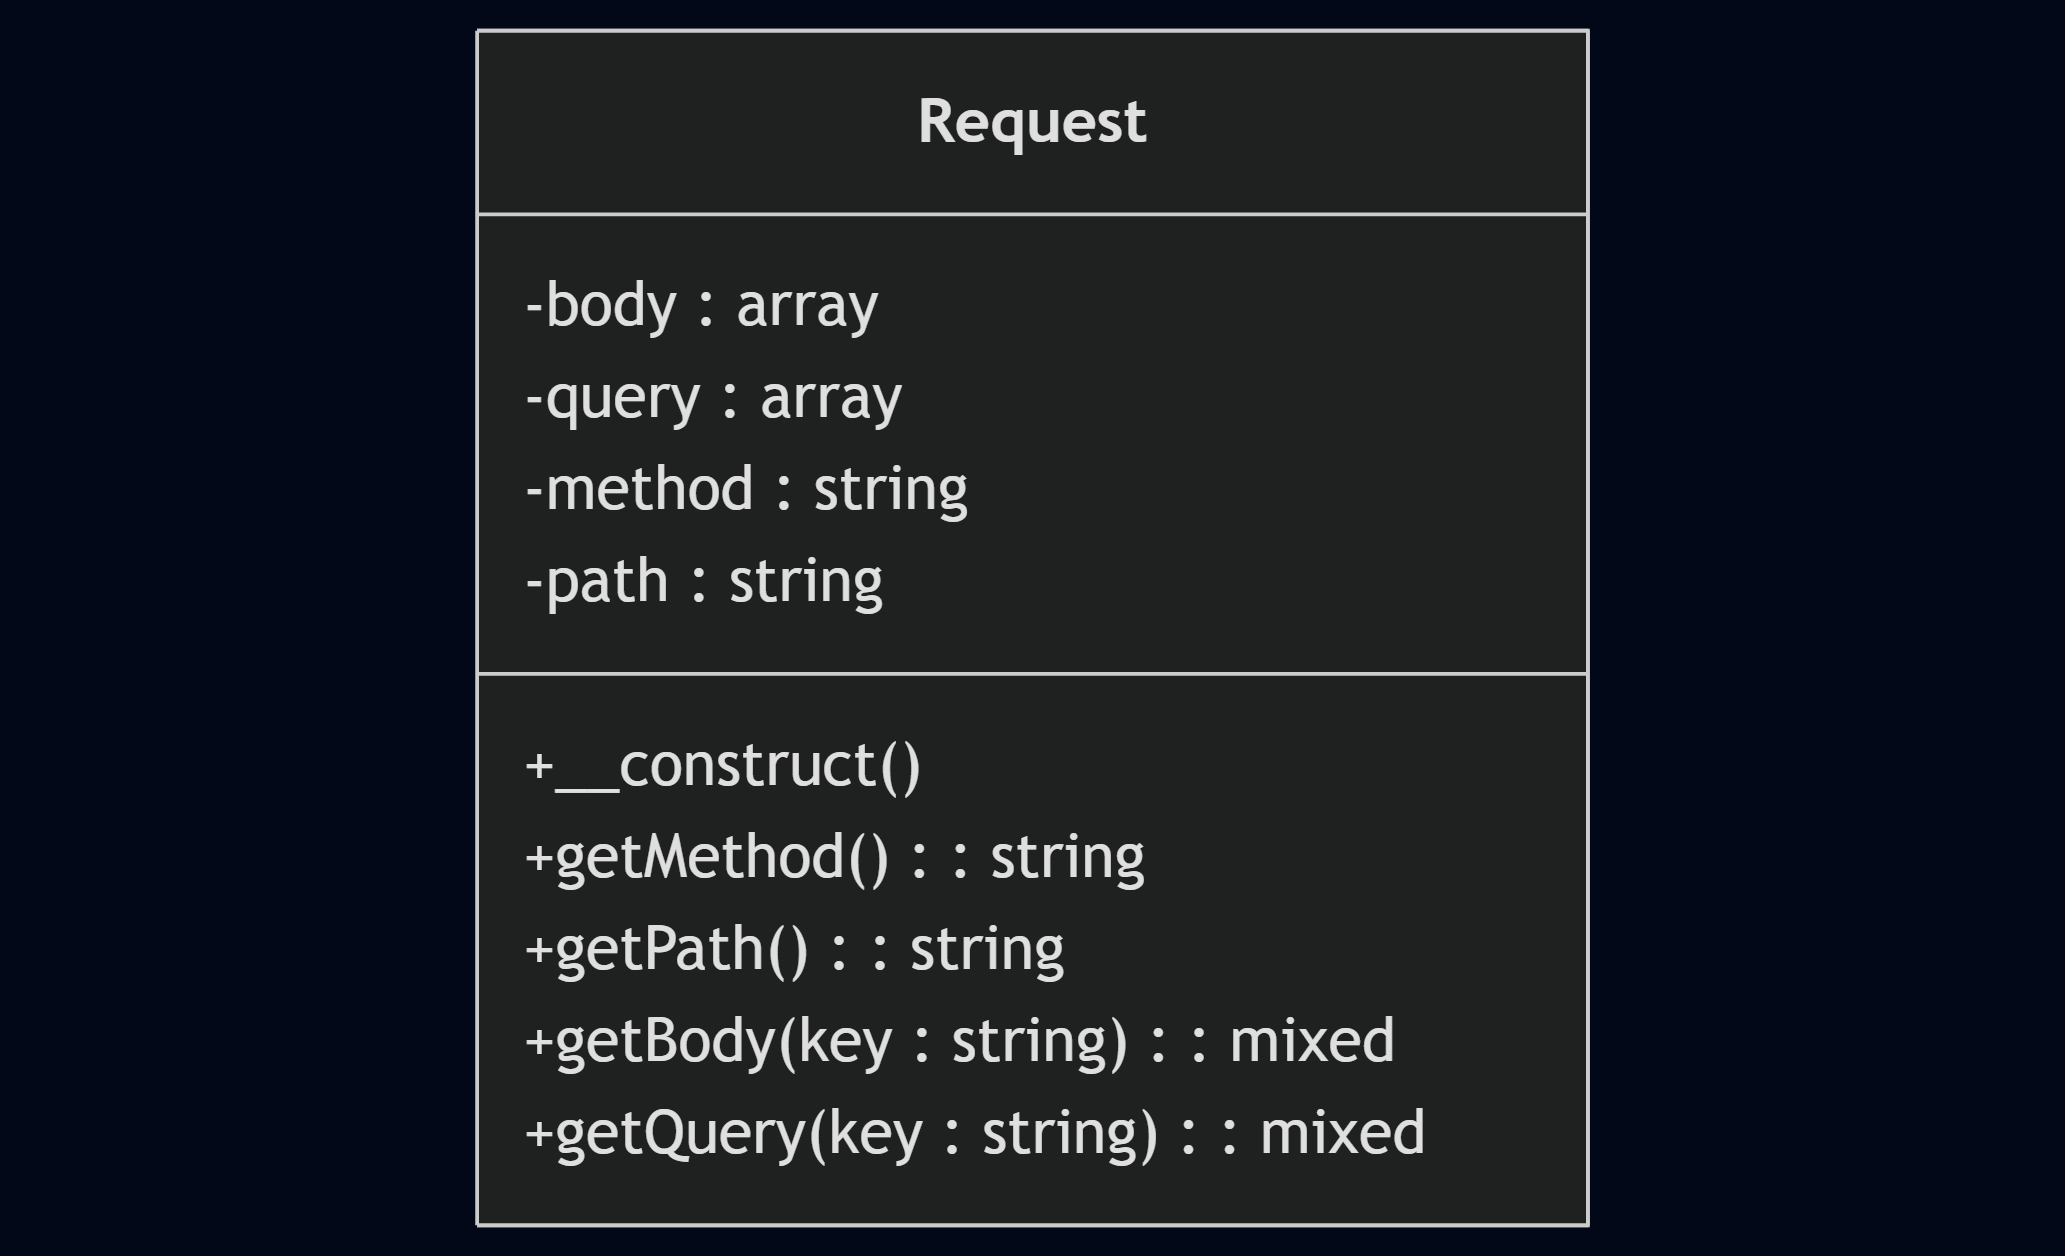 Request
-body : array
-query : array
-method : string
-path : string
+__construct()
+getMethod() : : string
+getPath() : : string
+getBody(key : string) : : mixed
+getQuery(key : string) : : mixed